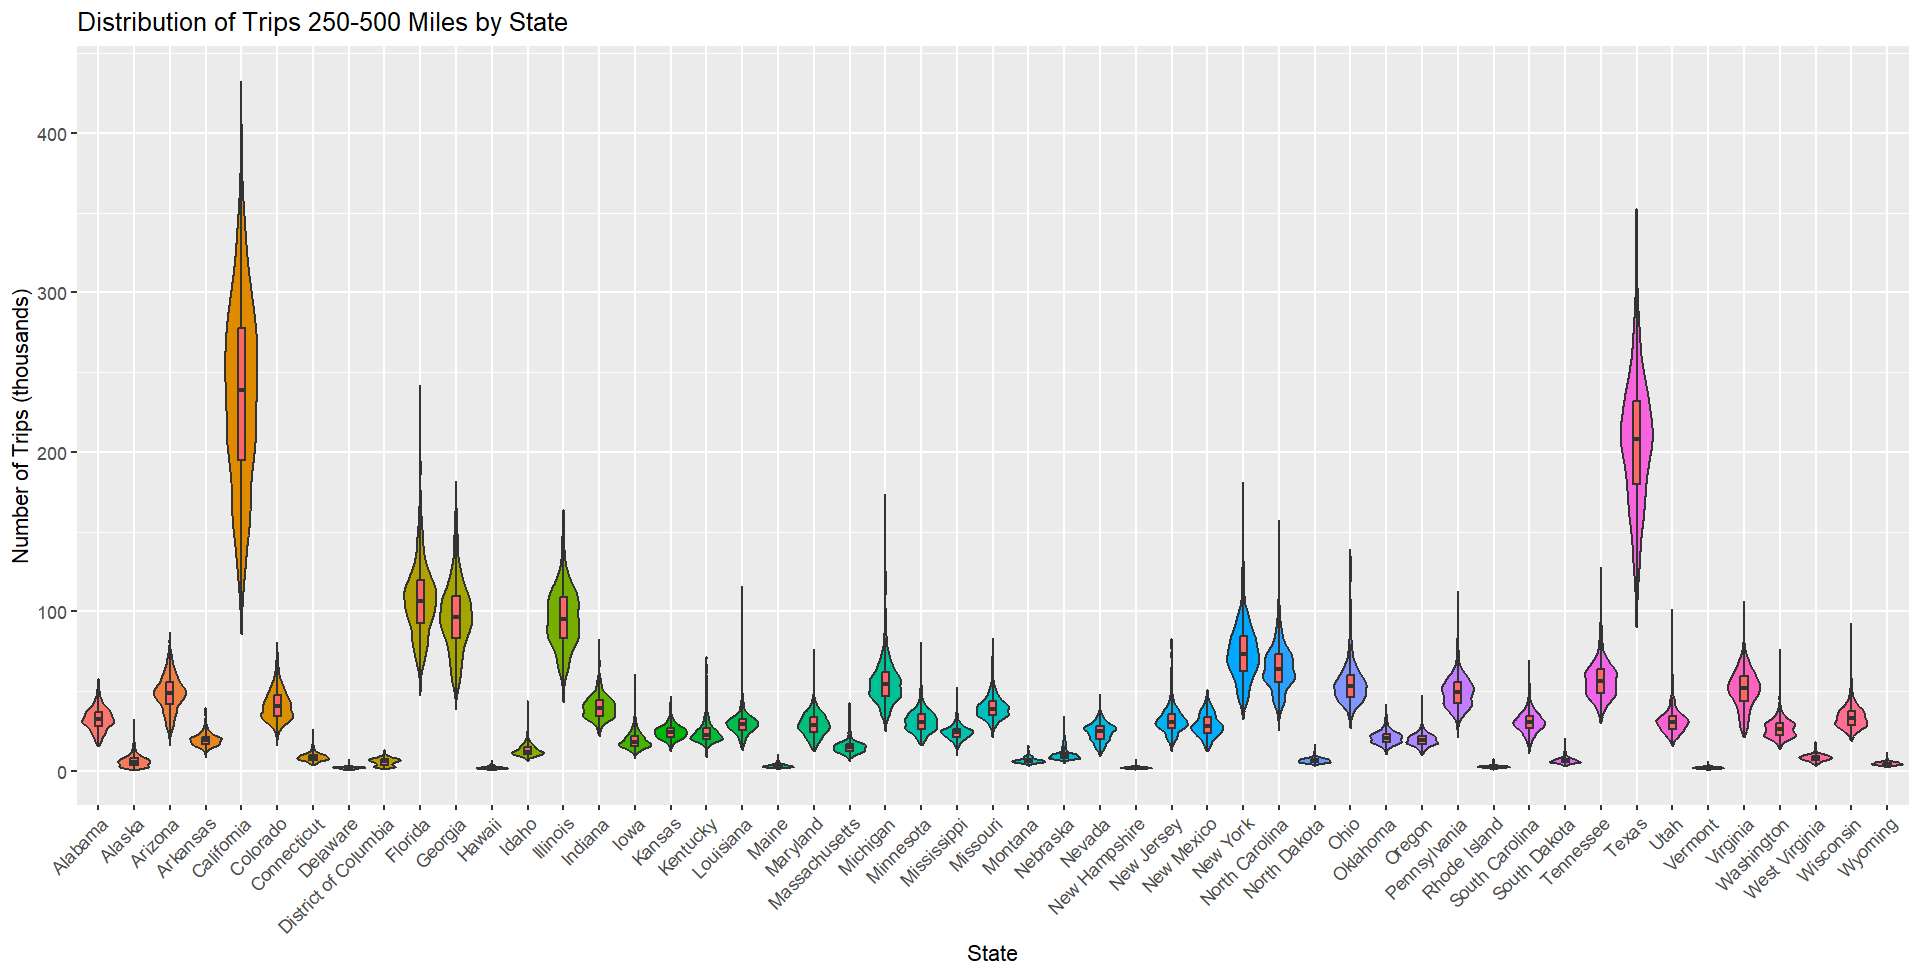 Distribution of Trips 250-500 Miles by State
Number of Trips (thousands)
400
300
200
100
0
Alabama
Alaska
Arizona
Arkansas
California
Colorado
Connecticut
Delaware
District of Columbia
Florida
Georgia
Hawaii
Idaho
Illinois
Indiana
Iowa
Kansas
Kentucky
Louisiana
Maine
Maryland
Massachusetts
Michigan
Minnesota
Mississippi
Missouri
Montana
Nebraska
Nevada
New Hampshire
New Jersey
New Mexico
New York
North Carolina
North Dakota
Ohio
Oklahoma
Oregon
Pennsylvania
Rhode Island
South Carolina
South Dakota
Tennessee
Texas
Utah
Vermont
Virginia
Washington
West Virginia
Wisconsin
Wyoming
State